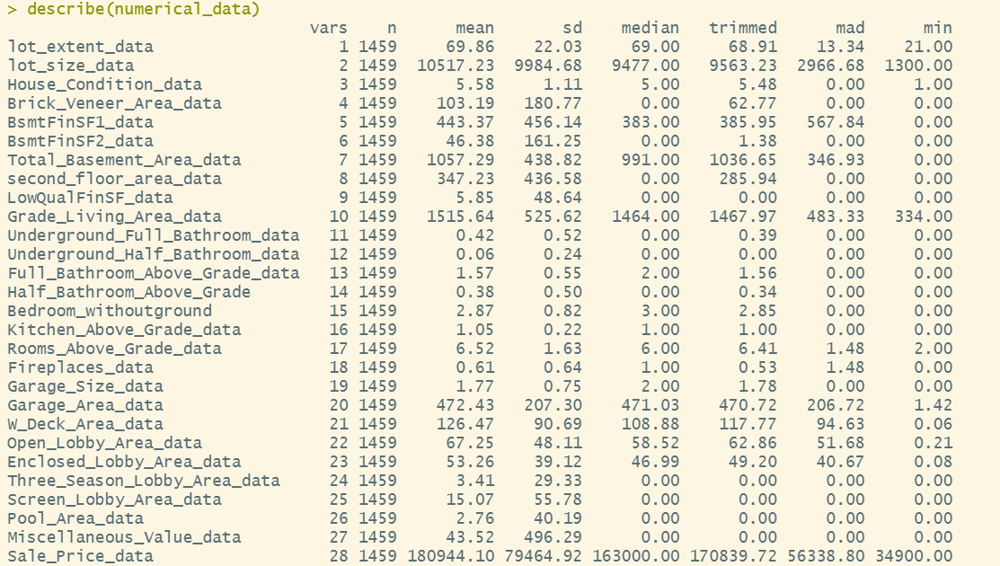 > describe(numerical_data)
vars n mean sd median trimmed mad min
lot_extent_data 1 1459 69.86 22.03 69.00 68.91 13.34 21.00
lot_size_data 2 1459 10517.23 9984.68 9477.00 9563.23 2966.68 1300.00
House_Condition_data 3 1459 5.58 1.11 5.00 5.48 0.00 1.00
Brick_Veneer_Area_data 4 1459 103.19 180.77 0.00 62.77 0.00 0.00
BsmtFinSF1_data 5 1459 443.37 456.14 383.00 385.95 567.84 0.00
BsmtFinSF2_data 6 1459 46.38 161.25 0.00 1.38 0.00 0.00
Total_Basement_Area_data 7 1459 1057.29 438.82 991.00 1036.65 346.93 0.00
second_floor_area_data 8 1459 347.23 436.58 0.00 285.94 0.00 0.00
LowQualFinSF_data 9 1459 5.85 48.64 0.00 0.00 0.00 0.00
Grade_Living_Area_data 10 1459 1515.64 525.62 1464.00 1467.97 483.33 334.00
Underground_Full_Bathroom_data 11 1459 0.42 0.52 0.00 0.39 0.00 0.00
Underground_Half_Bathroom_data 12 1459 0.06 0.24 0.00 0.00 0.00 0.00
Full_Bathroom_Above_Grade_data 13 1459 1.57 0.55 2.00 1.56 0.00 0.00
Half_Bathroom_Above_Grade 14 1459 0.38 0.50 0.00 0.34 0.00 0.00
Bedroom_withoutground 15 1459 2.87 0.82 3.00 2.85 0.00 0.00
Kitchen_Above_Grade_data 16 1459 1.05 0.22 1.00 1.00 0.00 0.00
Rooms_Above_Grade_data 17 1459 6.52 1.63 6.00 6.41 1.48 2.00
Fireplaces_data 18 1459 0.61 0.64 1.00 0.53 1.48 0.00
Garage_Size_data 19 1459 1.77 0.75 2.00 1.78 0.00 0.00
Garage_Area_data 20 1459 472.43 207.30 471.03 470.72 206.72 1.42
W_Deck_Area_data 21 1459 126.47 90.69 108.88 117.77 94.63 0.06
Open_Lobby_Area_data 22 1459 67.25 48.11 58.52 62.86 51.68 0.21
Enclosed_Lobby_Area_data 23 1459 53.26 39.12 46.99 49.20 40.67 0.08
Three_Season_Lobby_Area_data 24 1459 3.41 29.33 0.00 0.00 0.00 0.00
Screen_Lobby_Area_data 25 1459 15.07 55.78 0.00 0.00 0.00 0.00
Pool_Area_data 26 1459 2.76 40.19 0.00 0.00 0.00 0.00
Miscellaneous_Value_data 27 1459 43.52 496.29 0.00 0.00 0.00 0.00
Sale_Price_data 28 1459 180944.10 79464.92 163000.00 170839.72 56338.80 34900.00